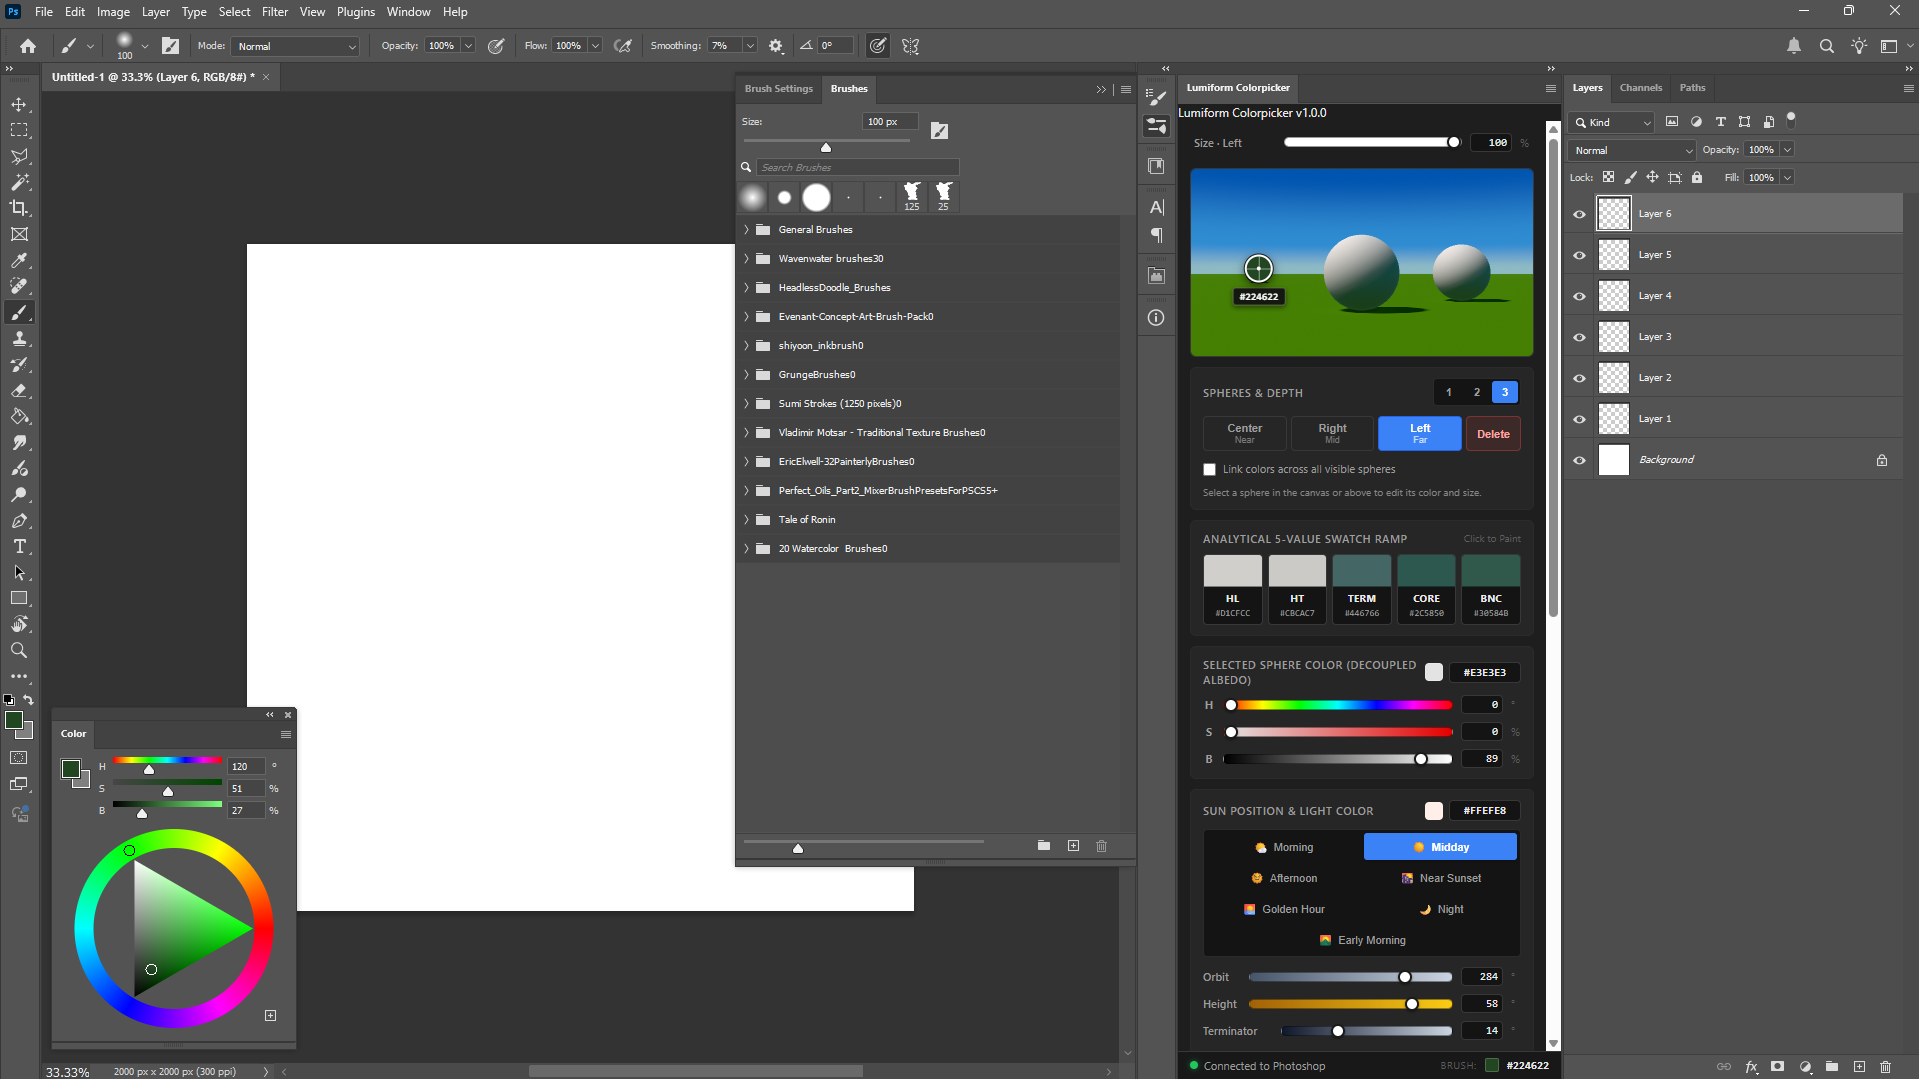 Ps File Edit Image Layer Type Select Filter View Plugins Window Help
100 Mode: Normal Opacity: 100% Flow: 100% Smoothing: 7% 0°
Untitled-1 @ 33.3% (Layer 6, RGB/8#) *
Brush Settings Brushes
Size: 100 px
Search Brushes
125 25
General Brushes
Wavenwater brushes30
HeadlessDoodle_Brushes
Evenant-Concept-Art-Brush-Pack0
shiyoon_inkbrush0
GrungeBrushes0
Sumi Strokes (1250 pixels)0
Vladimir Motsar - Traditional Texture Brushes0
EricElwell-32PainterlyBrushes0
Perfect_Oils_Part2_MixerBrushPresetsForPSCS5+
Tale of Ronin
20 Watercolor  Brushes0
Color
H 120 °
S 51 %
B 27 %
33.33% 2000 px x 2000 px (300 ppi)
Lumiform Colorpicker
Lumiform Colorpicker v1.0.0
Size · Left 100 %
#224622
SPHERES & DEPTH 1 2 3
Center Right Left Delete
Near Mid Far
Link colors across all visible spheres
Select a sphere in the canvas or above to edit its color and size.
ANALYTICAL 5-VALUE SWATCH RAMP Click to Paint
HL HT TERM CORE BNC
#D1CFCC #CBCAC7 #446766 #2C5850 #30584B
SELECTED SPHERE COLOR (DECOUPLED ALBEDO) #E3E3E3
H 0 °
S 0 %
B 89 %
SUN POSITION & LIGHT COLOR #FFEFE8
Morning Midday
Afternoon Near Sunset
Golden Hour Night
Early Morning
Orbit 284 °
Height 58 °
Terminator 14 °
Connected to Photoshop BRUSH: #224622
Layers Channels Paths
Kind
Normal Opacity: 100%
Lock: Fill: 100%
Layer 6
Layer 5
Layer 4
Layer 3
Layer 2
Layer 1
Background
fx